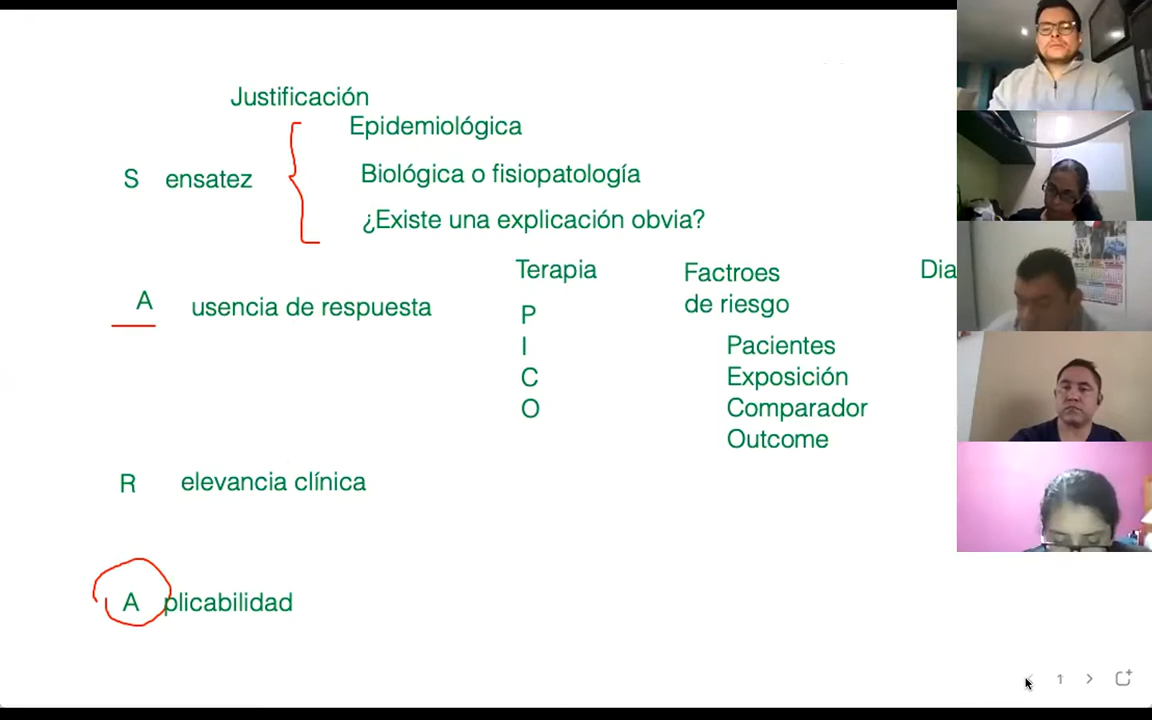 Justificación
Epidemiológica
S ensatez
Biológica o fisiopatología
¿Existe una explicación obvia?
A usencia de respuesta
Terapia
P
I
C
O
Factroes
de riesgo
Pacientes
Exposición
Comparador
Outcome
Dia
R elevancia clínica
A plicabilidad
1